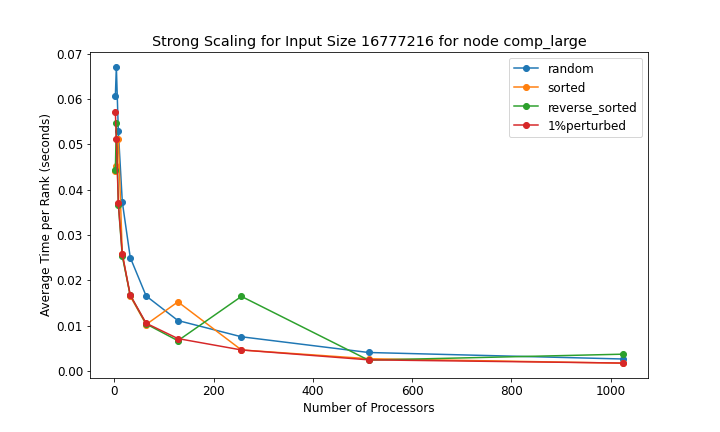 Strong Scaling for Input Size 16777216 for node comp_large
random
sorted
reverse_sorted
1%perturbed
Average Time per Rank (seconds)
0.07
0.06
0.05
0.04
0.03
0.02
0.01
0.00
0 200 400 600 800 1000
Number of Processors